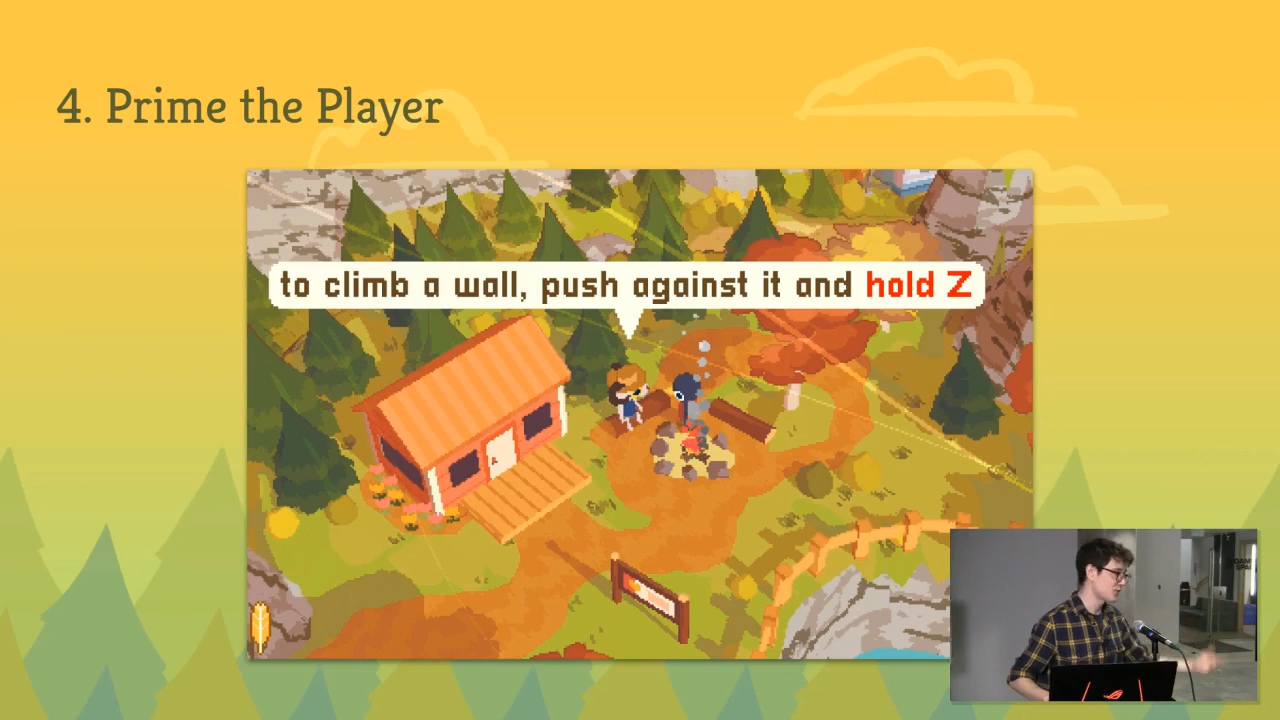 4. Prime the Player
to climb a wall, push against it and hold Z